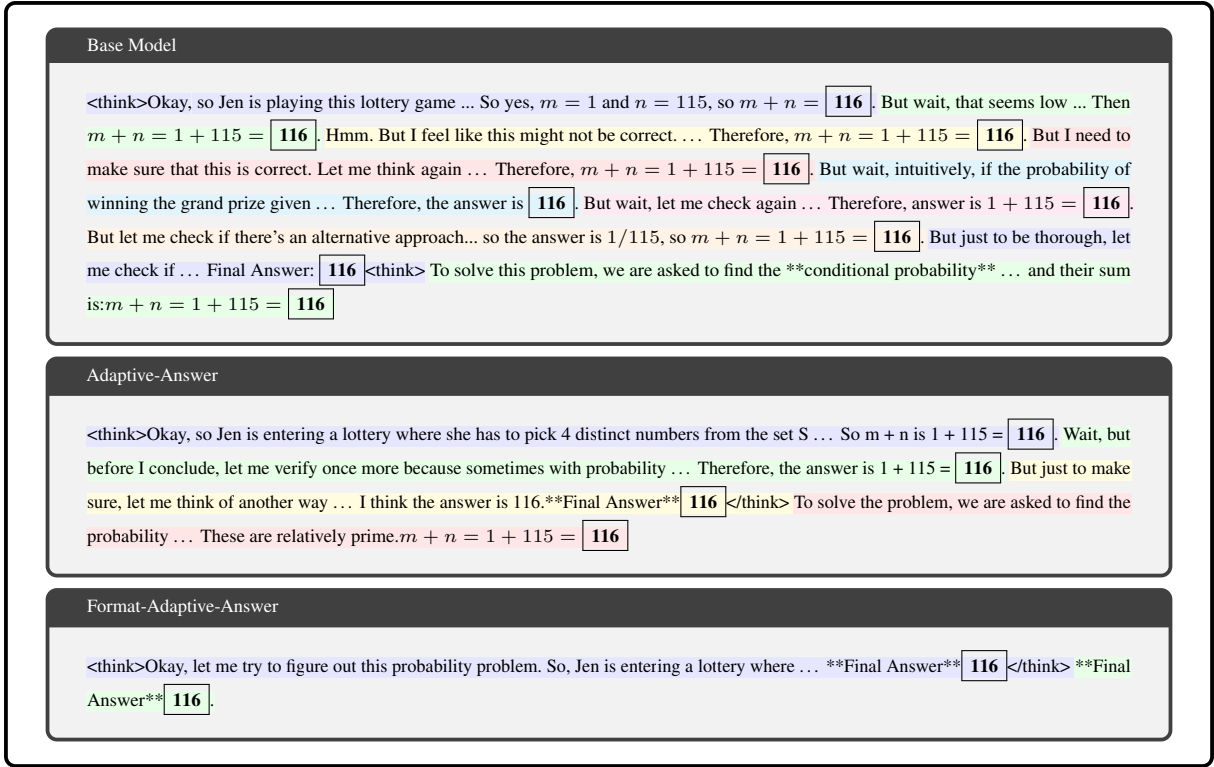 Base Model
<think>Okay, so Jen is playing this lottery game ... So yes, m = 1 and n = 115, so m + n = 116. But wait, that seems low ... Then
m + n = 1 + 115 = 116. Hmm. But I feel like this might not be correct. ... Therefore, m + n = 1 + 115 = 116. But I need to
make sure that this is correct. Let me think again ... Therefore, m + n = 1 + 115 = 116. But wait, intuitively, if the probability of
winning the grand prize given ... Therefore, the answer is 116. But wait, let me check again ... Therefore, answer is 1 + 115 = 116.
But let me check if there's an alternative approach... so the answer is 1/115, so m + n = 1 + 115 = 116. But just to be thorough, let
me check if ... Final Answer: 116<think> To solve this problem, we are asked to find the **conditional probability** ... and their sum
is:m + n = 1 + 115 = 116
Adaptive-Answer
<think>Okay, so Jen is entering a lottery where she has to pick 4 distinct numbers from the set S ... So m + n is 1 + 115 = 116. Wait, but
before I conclude, let me verify once more because sometimes with probability ... Therefore, the answer is 1 + 115 = 116. But just to make
sure, let me think of another way ... I think the answer is 116.**Final Answer** 116</think> To solve the problem, we are asked to find the
probability ... These are relatively prime.m + n = 1 + 115 = 116
Format-Adaptive-Answer
<think>Okay, let me try to figure out this probability problem. So, Jen is entering a lottery where ... **Final Answer** 116</think> **Final
Answer** 116.